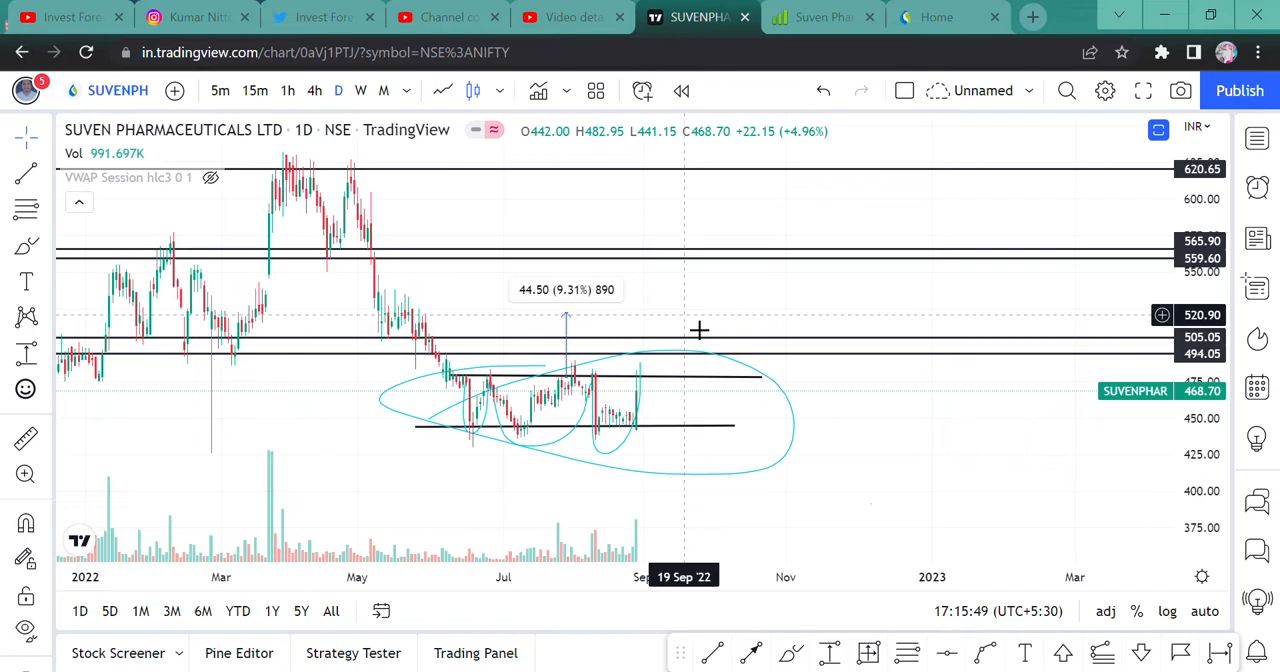 Invest Fore
Kumar Nitt
Invest Fore
Channel co
Video deta
SUVENPHA
Suven Pha
Home
in.tradingview.com/chart/0aVj1PTJ/?symbol=NSE%3ANIFTY
5
SUVENPH
5m 15m 1h 4h D W M
Unnamed
Publish
SUVEN PHARMACEUTICALS LTD · 1D · NSE · TradingView
O442.00 H482.95 L441.15 C468.70 +22.15 (+4.96%)
INR
Vol 991.697K
VWAP Session hlc3 0 1
620.65
600.00
565.90
559.60
550.00
44.50 (9.31%) 890
520.90
505.05
494.05
475.00
SUVENPHAR 468.70
450.00
425.00
400.00
375.00
2022 Mar May Jul Sep 19 Sep '22 Nov 2023 Mar
1D 5D 1M 3M 6M YTD 1Y 5Y All
17:15:49 (UTC+5:30) adj % log auto
Stock Screener Pine Editor Strategy Tester Trading Panel